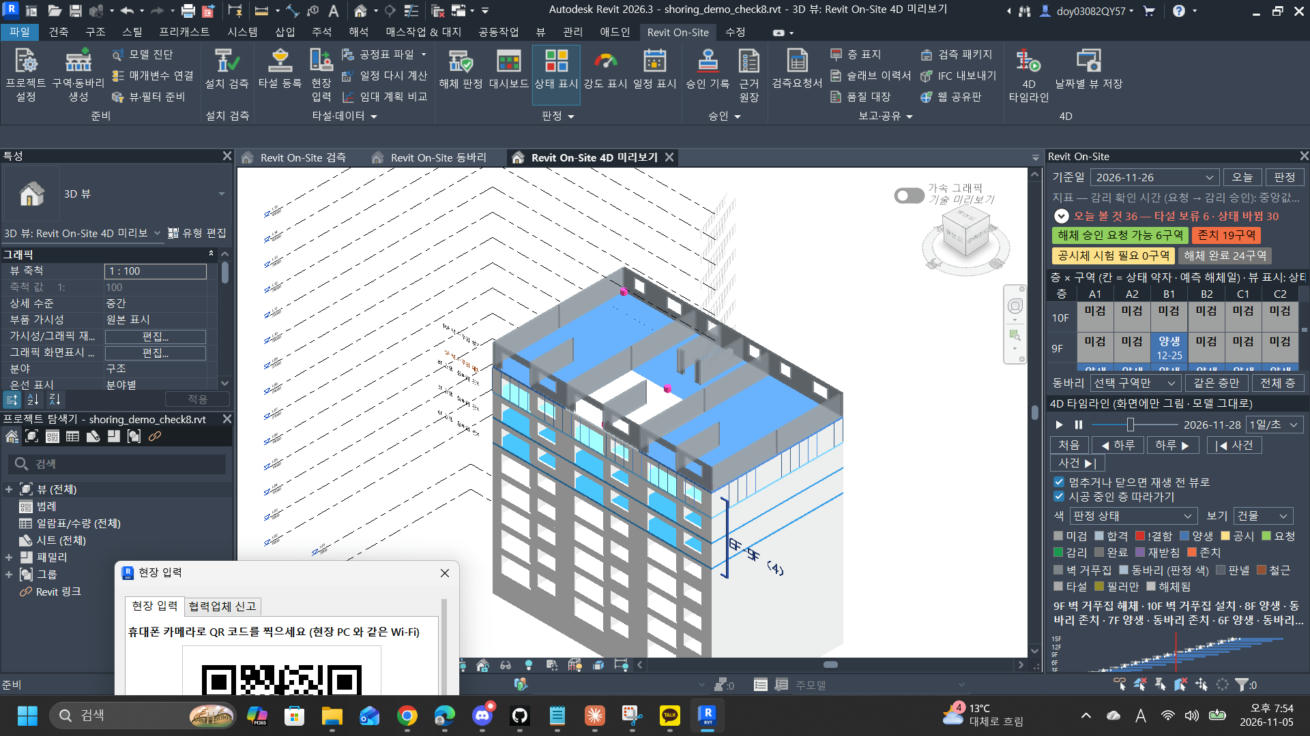 Autodesk Revit 2026.3 - shoring_demo_check8.rvt - 3D 뷰: Revit On-Site 4D 미리보기
doy03082QY57
파일 건축 구조 스틸 프리캐스트 시스템 삽입 주석 해석 매스작업 & 대지 공동작업 뷰 관리 애드인 Revit On-Site 수정
프로젝트 설정
구역·동바리 생성
모델 진단
매개변수 연결
뷰·필터 준비
설치 검측
타설 등록
현장 입력
공정표 파일
일정 다시 계산
임대 계획 비교
해체 판정
대시보드
상태 표시
강도 표시
일정 표시
승인 기록
근거 원장
검측요청서
층 표지
슬래브 이력서
품질 대장
검측 패키지
IFC 내보내기
웹 공유판
4D 타임라인
날짜별 뷰 저장
준비 설치 검측 타설·데이터 판정 승인 보고·공유 4D
특성
3D 뷰
3D 뷰: Revit On-Site 4D 미리보
유형 편집
그래픽
뷰 축척 1 : 100
축척 값 1: 100
상세 수준 중간
부품 가시성 원본 표시
가시성/그래픽 재... 편집...
그래픽 화면표시 ... 편집...
분야 구조
은선 표시 분야별
적용
프로젝트 탐색기 - shoring_demo_check8.rvt
검색
뷰 (전체)
범례
일람표/수량 (전체)
시트 (전체)
패밀리
그룹
Revit 링크
Revit On-Site 검측
Revit On-Site 동바리
Revit On-Site 4D 미리보기
가속 그래픽
기술 미리보기
6F-9F (4)
현장 입력
현장 입력 협력업체 신고
휴대폰 카메라로 QR 코드를 찍으세요 (현장 PC 와 같은 Wi-Fi)
Revit On-Site
기준일 2026-11-26 오늘 판정
지표 — 감리 확인 시간 (요청 → 감리 승인): 중앙값...
오늘 볼 것 36 — 타설 보류 6 · 상태 바뀜 30
해체 승인 요청 가능 6구역 존치 19구역
공시체 시험 필요 0구역 해체 완료 24구역
층 × 구역 (칸 = 상태 약자 · 예측 해체일) · 뷰 표시: 상태
층 A1 A2 B1 B2 C1 C2
10F 미검 미검 미검 미검 미검 미검
9F 미검 미검 양생 12-25 미검 미검 미검
동바리 선택 구역만 같은 층만 전체 층
4D 타임라인 (화면에만 그림 · 모델 그대로)
2026-11-28 1일/초
처음 ◀ 하루 하루 ▶ |◀ 사건
사건 ▶|
멈추거나 닫으면 재생 전 뷰로
시공 중인 층 따라가기
색 판정 상태 보기 건물
미검 합격 !결함 양생 공시 요청
감리 완료 재받침 존치
벽 거푸집 동바리 (판정 색) 판넬 철근
타설 필러만 해체됨
9F 벽 거푸집 해체 · 10F 벽 거푸집 설치 · 8F 양생 · 동
바리 존치 · 7F 양생 · 동바리 존치 · 6F 양생 · 동바리...
15F
12F
9F
6F
준비
:0
주모델
:0
검색
4
13°C
대체로 흐림
A
오후 7:54
2026-11-05